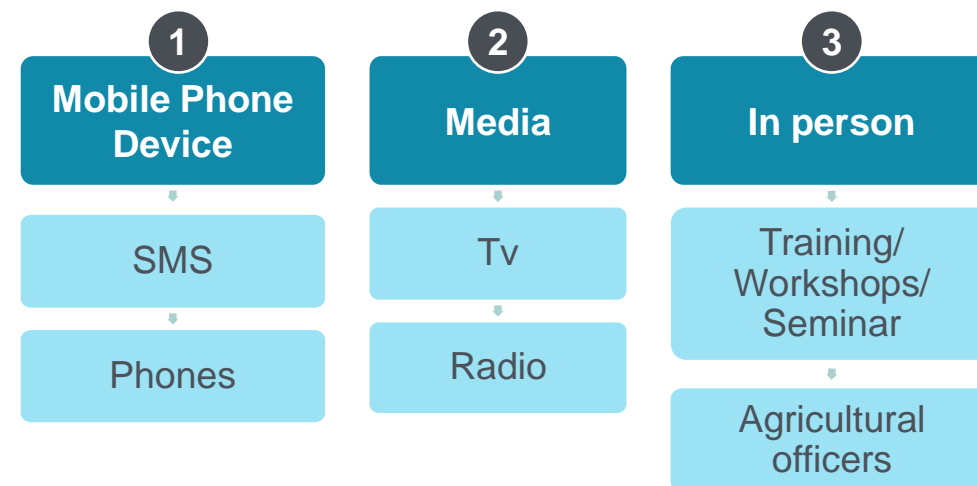 1
Mobile Phone
Device
SMS
Phones
2
Media
Tv
Radio
3
In person
Training/
Workshops/
Seminar
Agricultural
officers